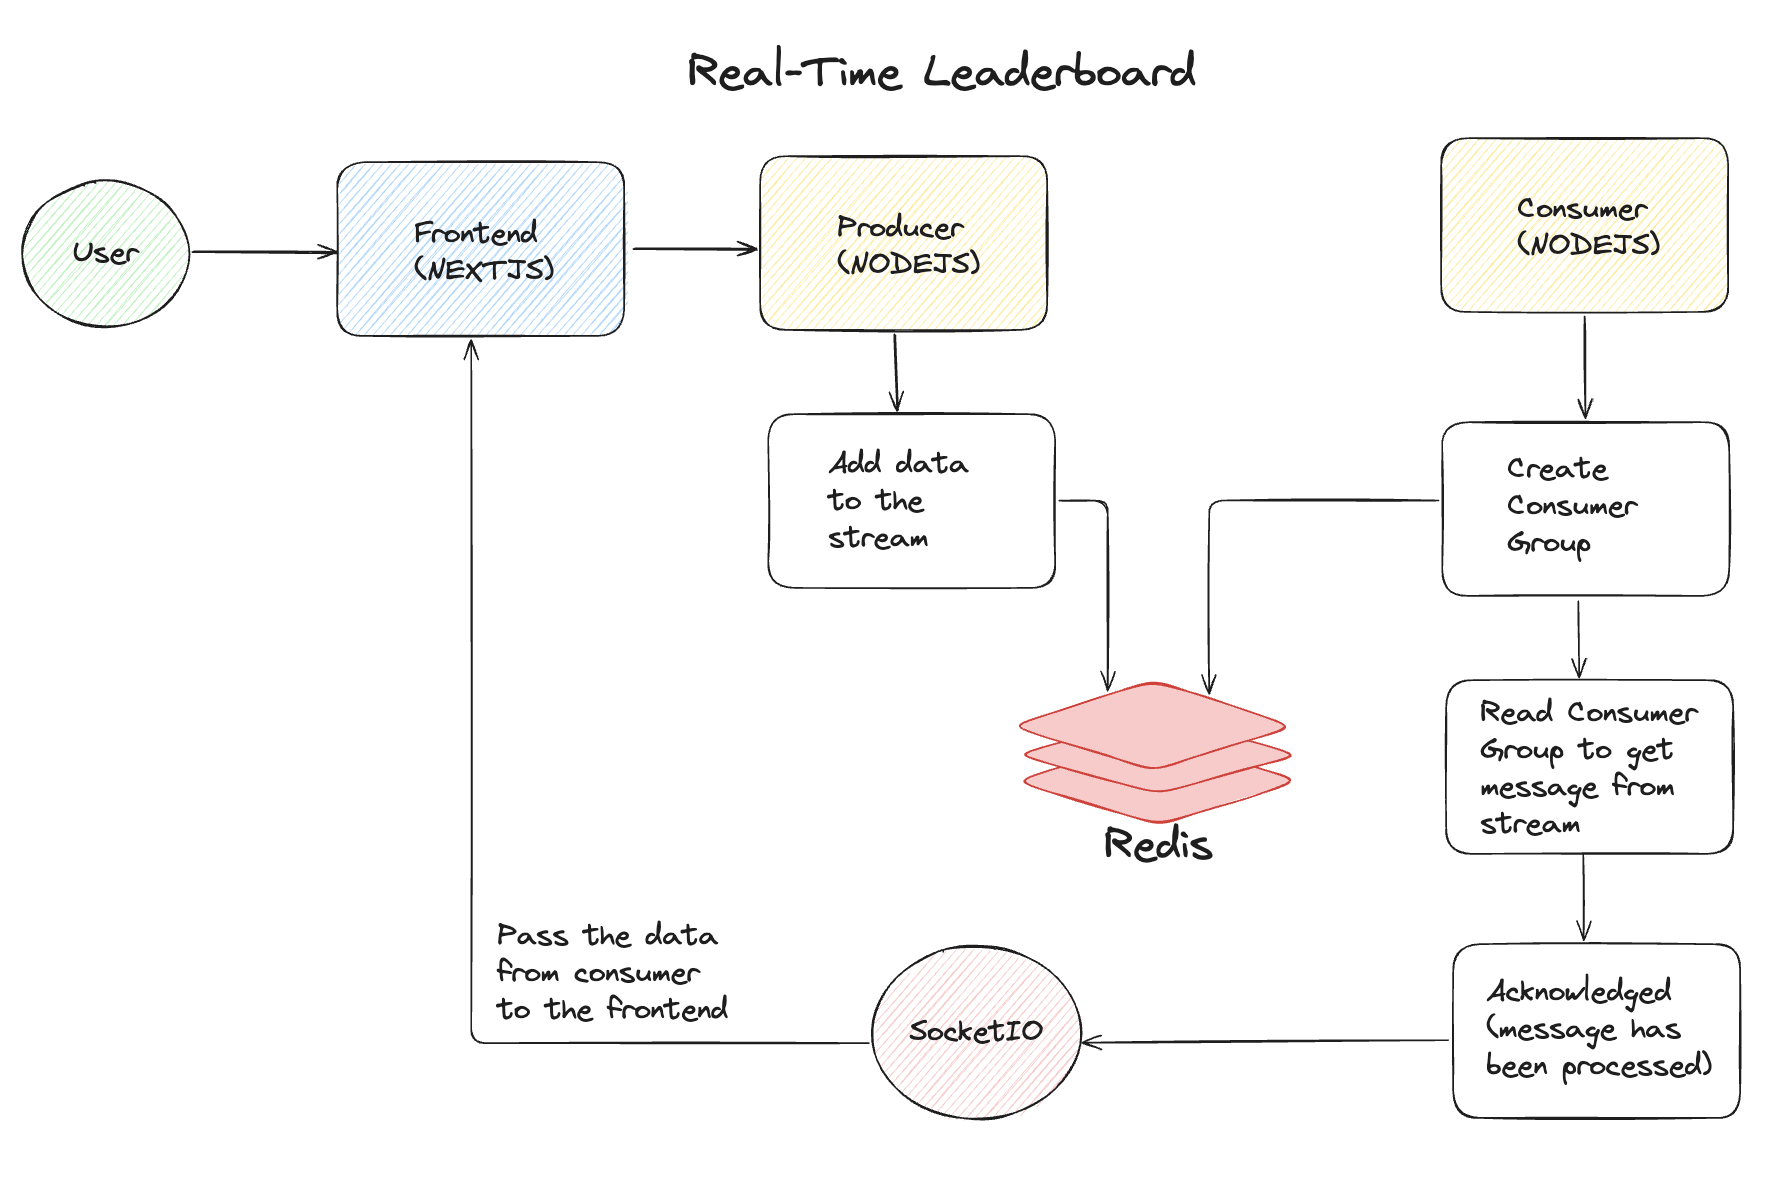 Real-Time Leaderboard
User
Frontend
(NEXTJS)
Producer
(NODEJS)
Consumer
(NODEJS)
Add data
to the
stream
Create
Consumer
Group
Redis
Read Consumer
Group to get
message from
stream
Acknowledged
(message has
been processed)
SocketIO
Pass the data
from consumer
to the frontend